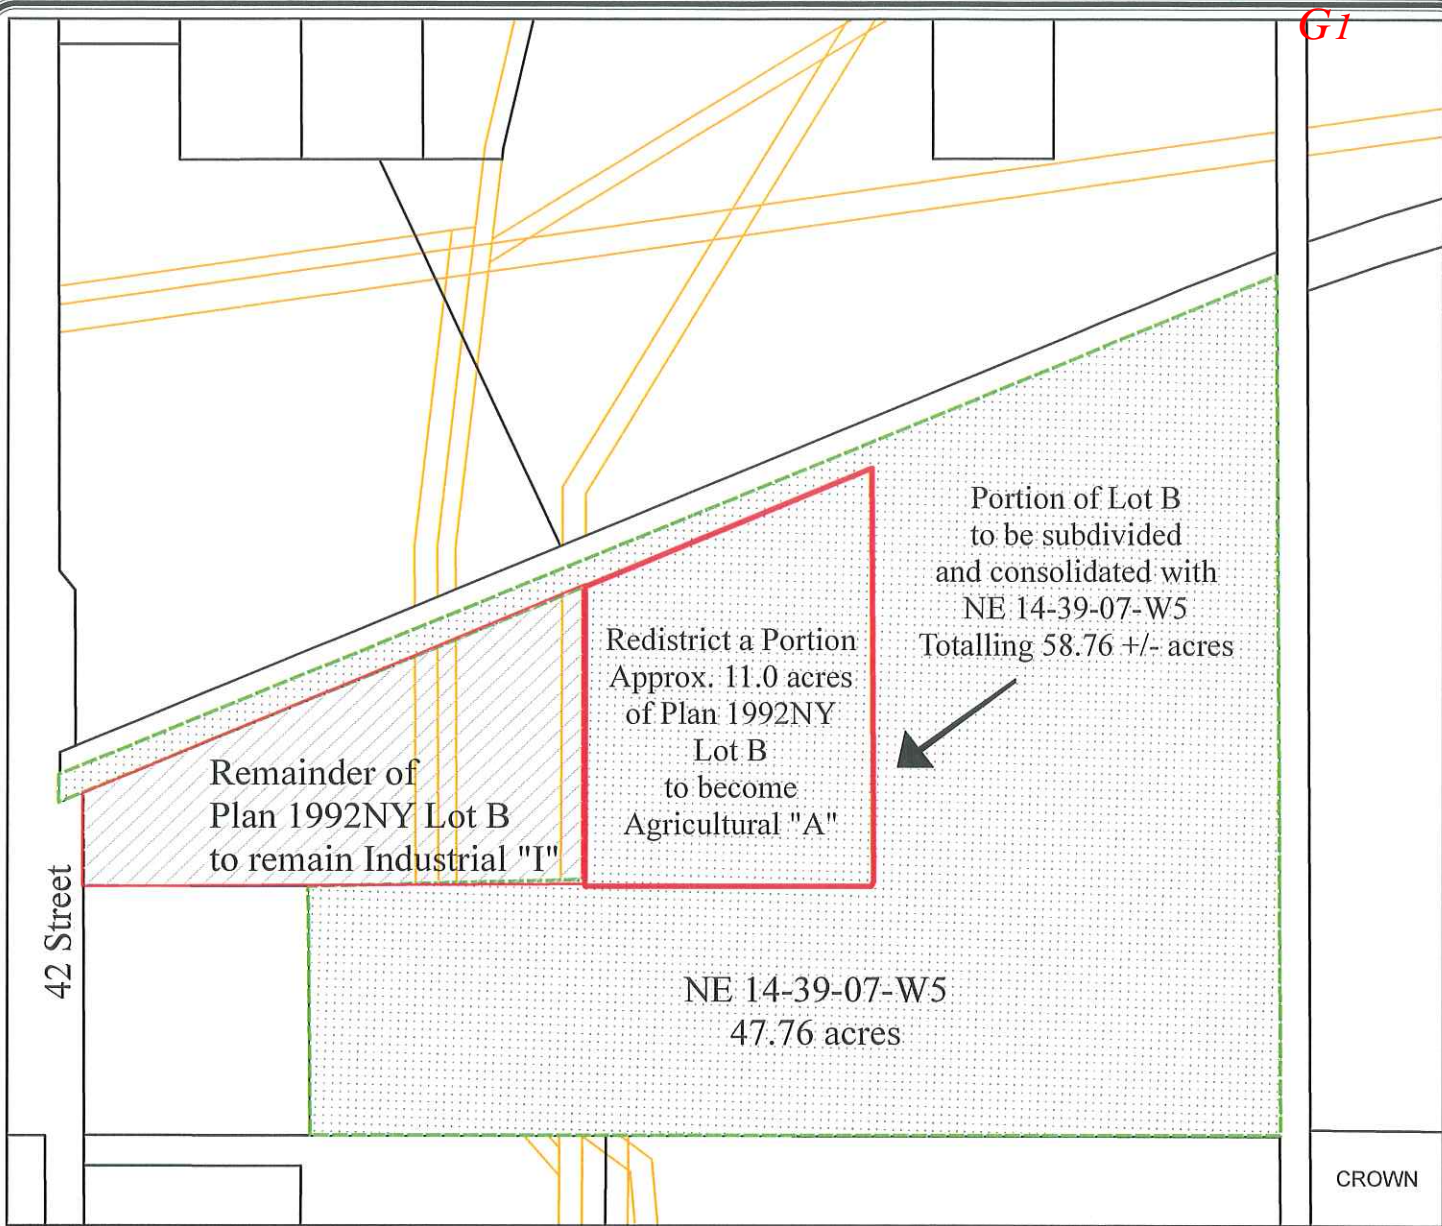 G1
Portion of Lot B
to be subdivided
and consolidated with
NE 14-39-07-W5
Totalling 58.76 +/- acres
Redistrict a Portion
Approx. 11.0 acres
of Plan 1992NY
Lot B
to become
Agricultural "A"
Remainder of
Plan 1992NY Lot B
to remain Industrial "I"
42 Street
NE 14-39-07-W5
47.76 acres
CROWN